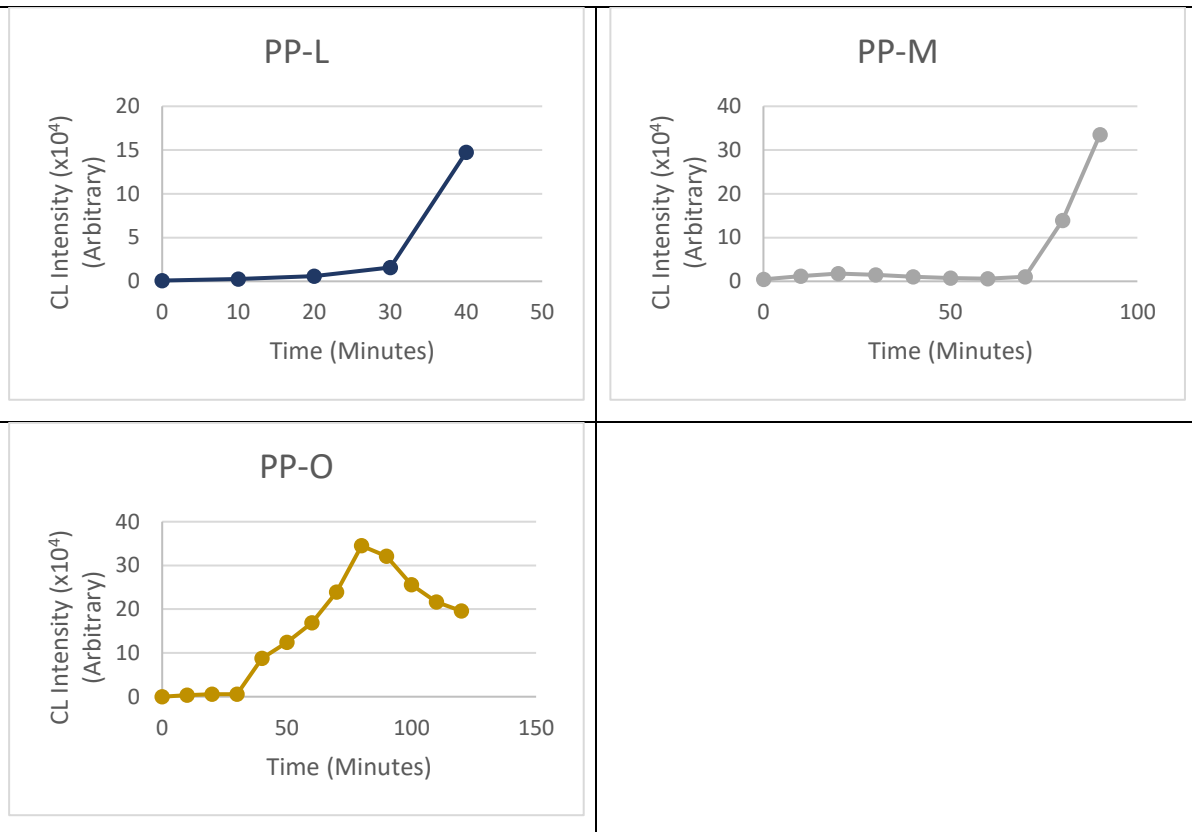 PP-L
CL Intensity (x10⁴)
(Arbitrary)
20
15
10
5
0
0 10 20 30 40 50
Time (Minutes)
PP-M
CL Intensity (x10⁴)
(Arbitrary)
40
30
20
10
0
0 50 100
Time (Minutes)
PP-O
CL Intensity (x10⁴)
(Arbitrary)
40
30
20
10
0
0 50 100 150
Time (Minutes)